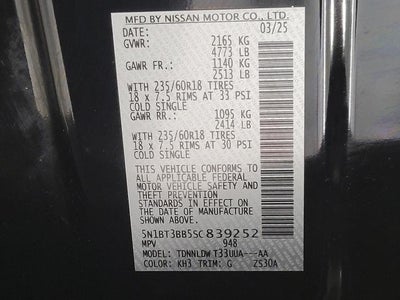 MFD BY NISSAN MOTOR CO., LTD.
DATE: 03/25
GVWR: 2165 KG
4773 LB
GAWR FR.: 1140 KG
2513 LB
WITH 235/60R18 TIRES
18 x 7.5 RIMS AT 33 PSI
COLD SINGLE
GAWR RR.: 1095 KG
2414 LB
WITH 235/60R18 TIRES
18 x 7.5 RIMS AT 30 PSI
COLD SINGLE
THIS VEHICLE CONFORMS TO
ALL APPLICABLE FEDERAL
MOTOR VEHICLE SAFETY AND
THEFT PREVENTION
STANDARDS IN EFFECT ON
THE DATE OF MANUFACTURE
SHOWN ABOVE.
5N1BT3BB5SC839252
MPV 948
MODEL: TDNNLDW T33UUA---AA
COLOR: KH3 TRIM: G ZS30A